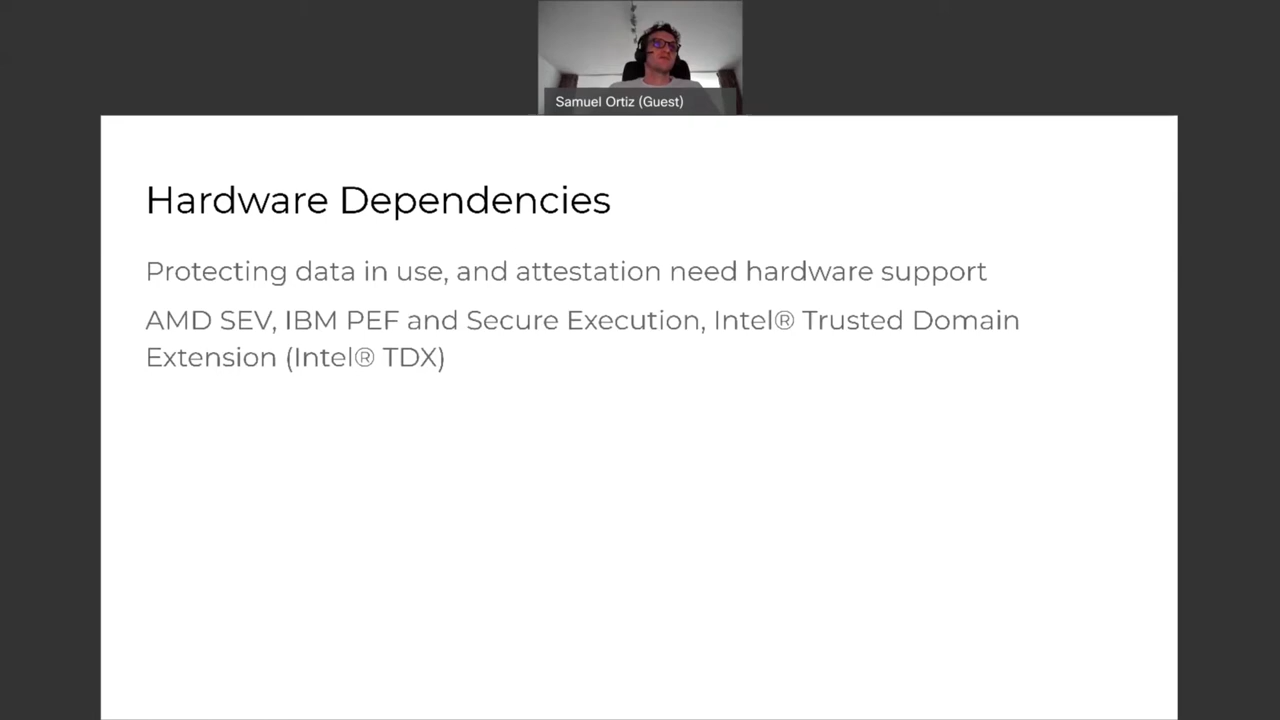 Samuel Ortiz (Guest)
Hardware Dependencies
Protecting data in use, and attestation need hardware support
AMD SEV, IBM PEF and Secure Execution, Intel® Trusted Domain
Extension (Intel® TDX)